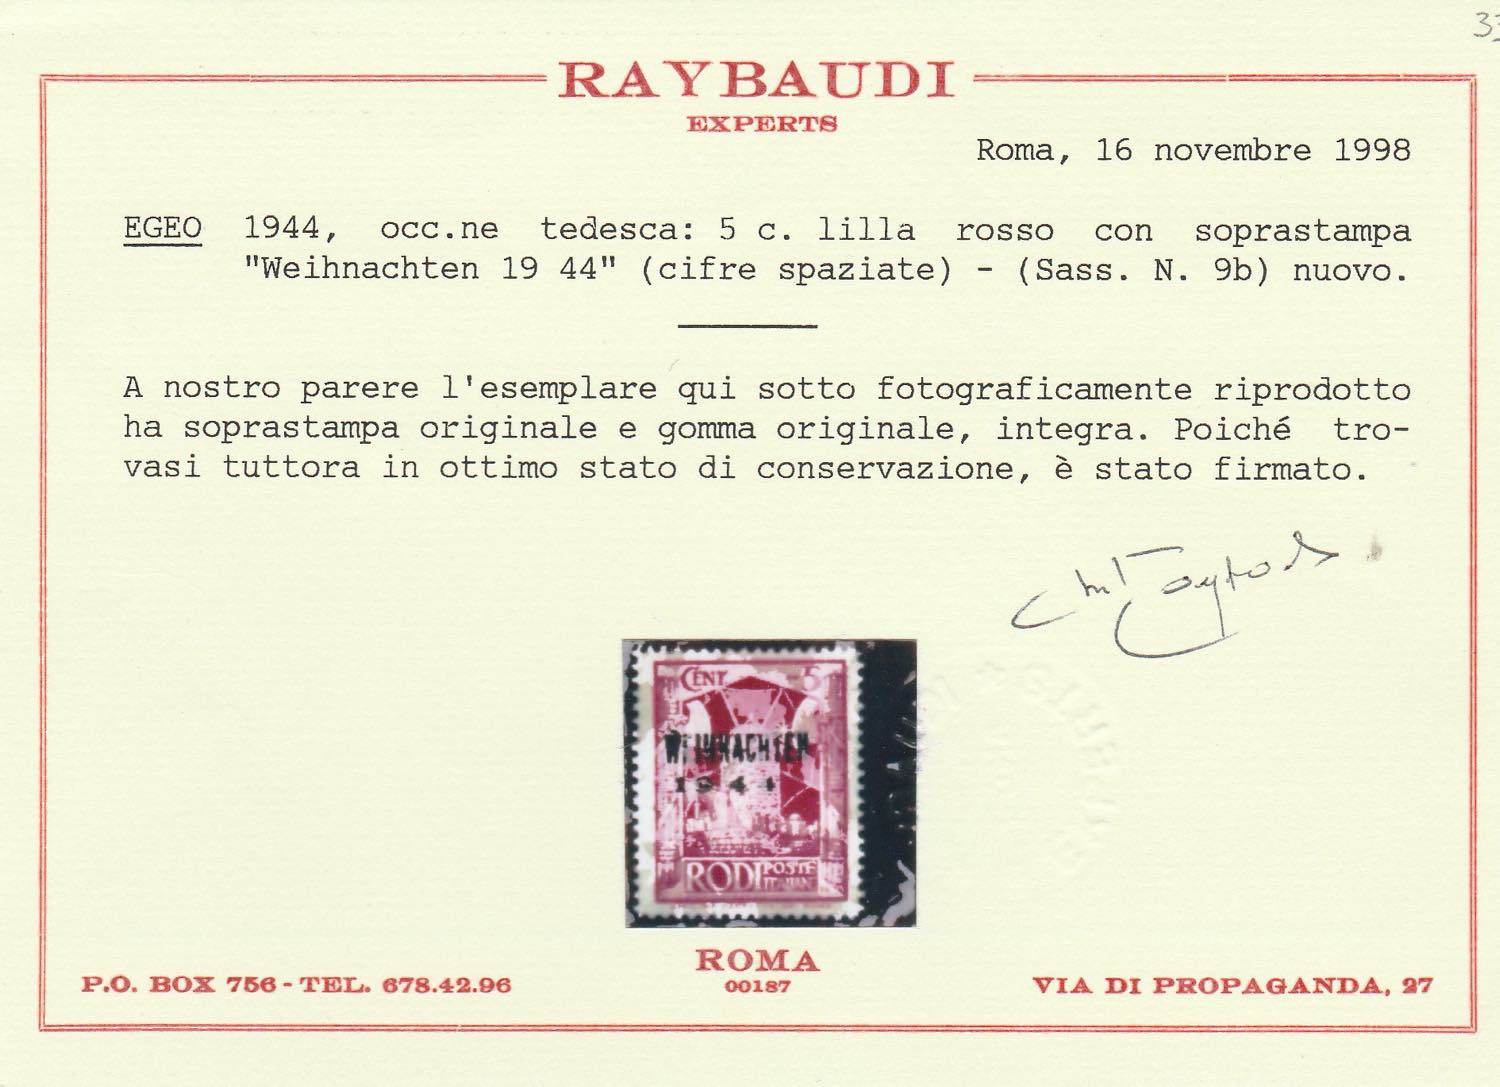 RAYBAUDI
EXPERTS
Roma, 16 novembre 1998
EGEO 1944, occ.ne tedesca: 5 c. lilla rosso con soprastampa
"Weihnachten 19 44" (cifre spaziate) - (Sass. N. 9b) nuovo.
A nostro parere l'esemplare qui sotto fotograficamente riprodotto
ha soprastampa originale e gomma originale, integra. Poiché tro-
vasi tuttora in ottimo stato di conservazione, è stato firmato.
CENT 5
WEIHNACHTEN
1944
RODI POSTE
ITALIANE
ROMA
00187
P.O. BOX 756 - TEL. 678.42.96
VIA DI PROPAGANDA, 27